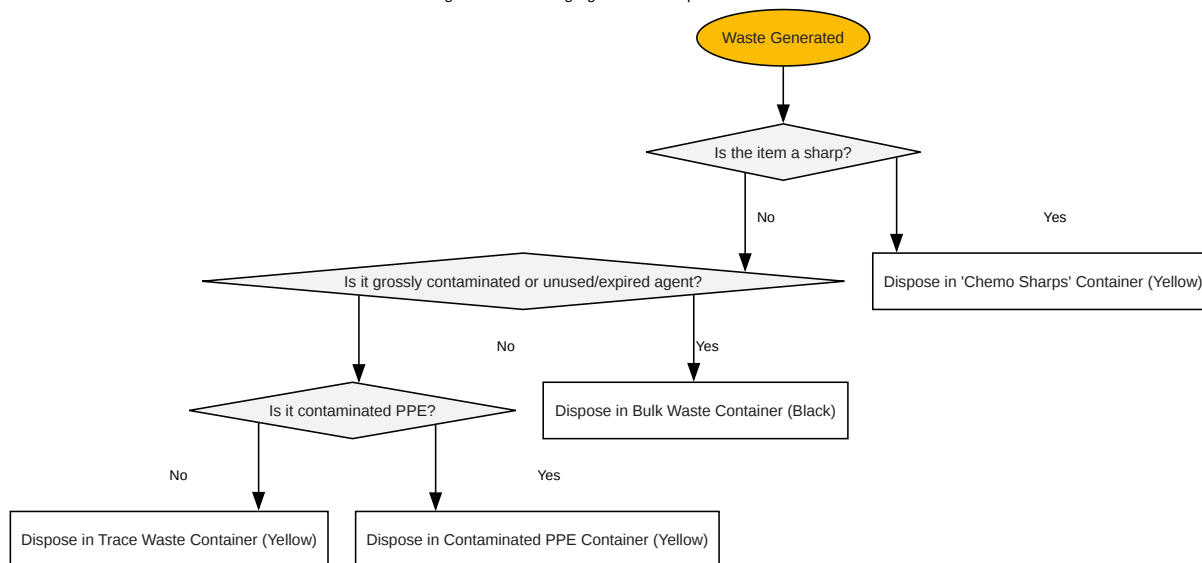 Waste Generated
Is the item a sharp?
No
Yes
Is it grossly contaminated or unused/expired agent?
Dispose in 'Chemo Sharps' Container (Yellow)
No
Yes
Is it contaminated PPE?
Dispose in Bulk Waste Container (Black)
No
Yes
Dispose in Trace Waste Container (Yellow)
Dispose in Contaminated PPE Container (Yellow)